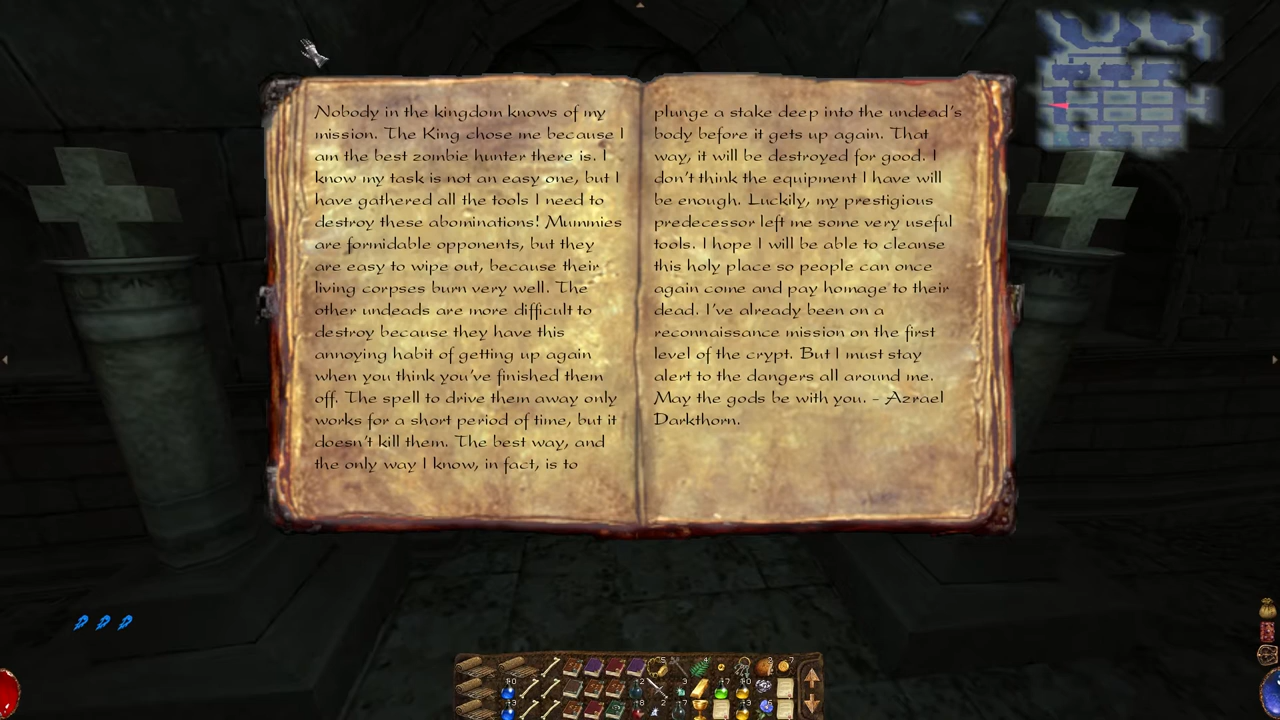 Nobody in the kingdom knows of my
mission. The King chose me because I
am the best zombie hunter there is. I
know my task is not an easy one, but I
have gathered all the tools I need to
destroy these abominations! Mummies
are formidable opponents, but they
are easy to wipe out, because their
living corpses burn very well. The
other undeads are more difficult to
destroy because they have this
annoying habit of getting up again
when you think you've finished them
off. The spell to drive them away only
works for a short period of time, but it
doesn't kill them. The best way, and
the only way I know, in fact, is to
plunge a stake deep into the undead's
body before it gets up again. That
way, it will be destroyed for good. I
don't think the equipment I have will
be enough. Luckily, my prestigious
predecessor left me some very useful
tools. I hope I will be able to cleanse
this holy place so people can once
again come and pay homage to their
dead. I've already been on a
reconnaissance mission on the first
level of the crypt. But I must stay
alert to the dangers all around me.
May the gods be with you. - Azrael
Darkthorn.